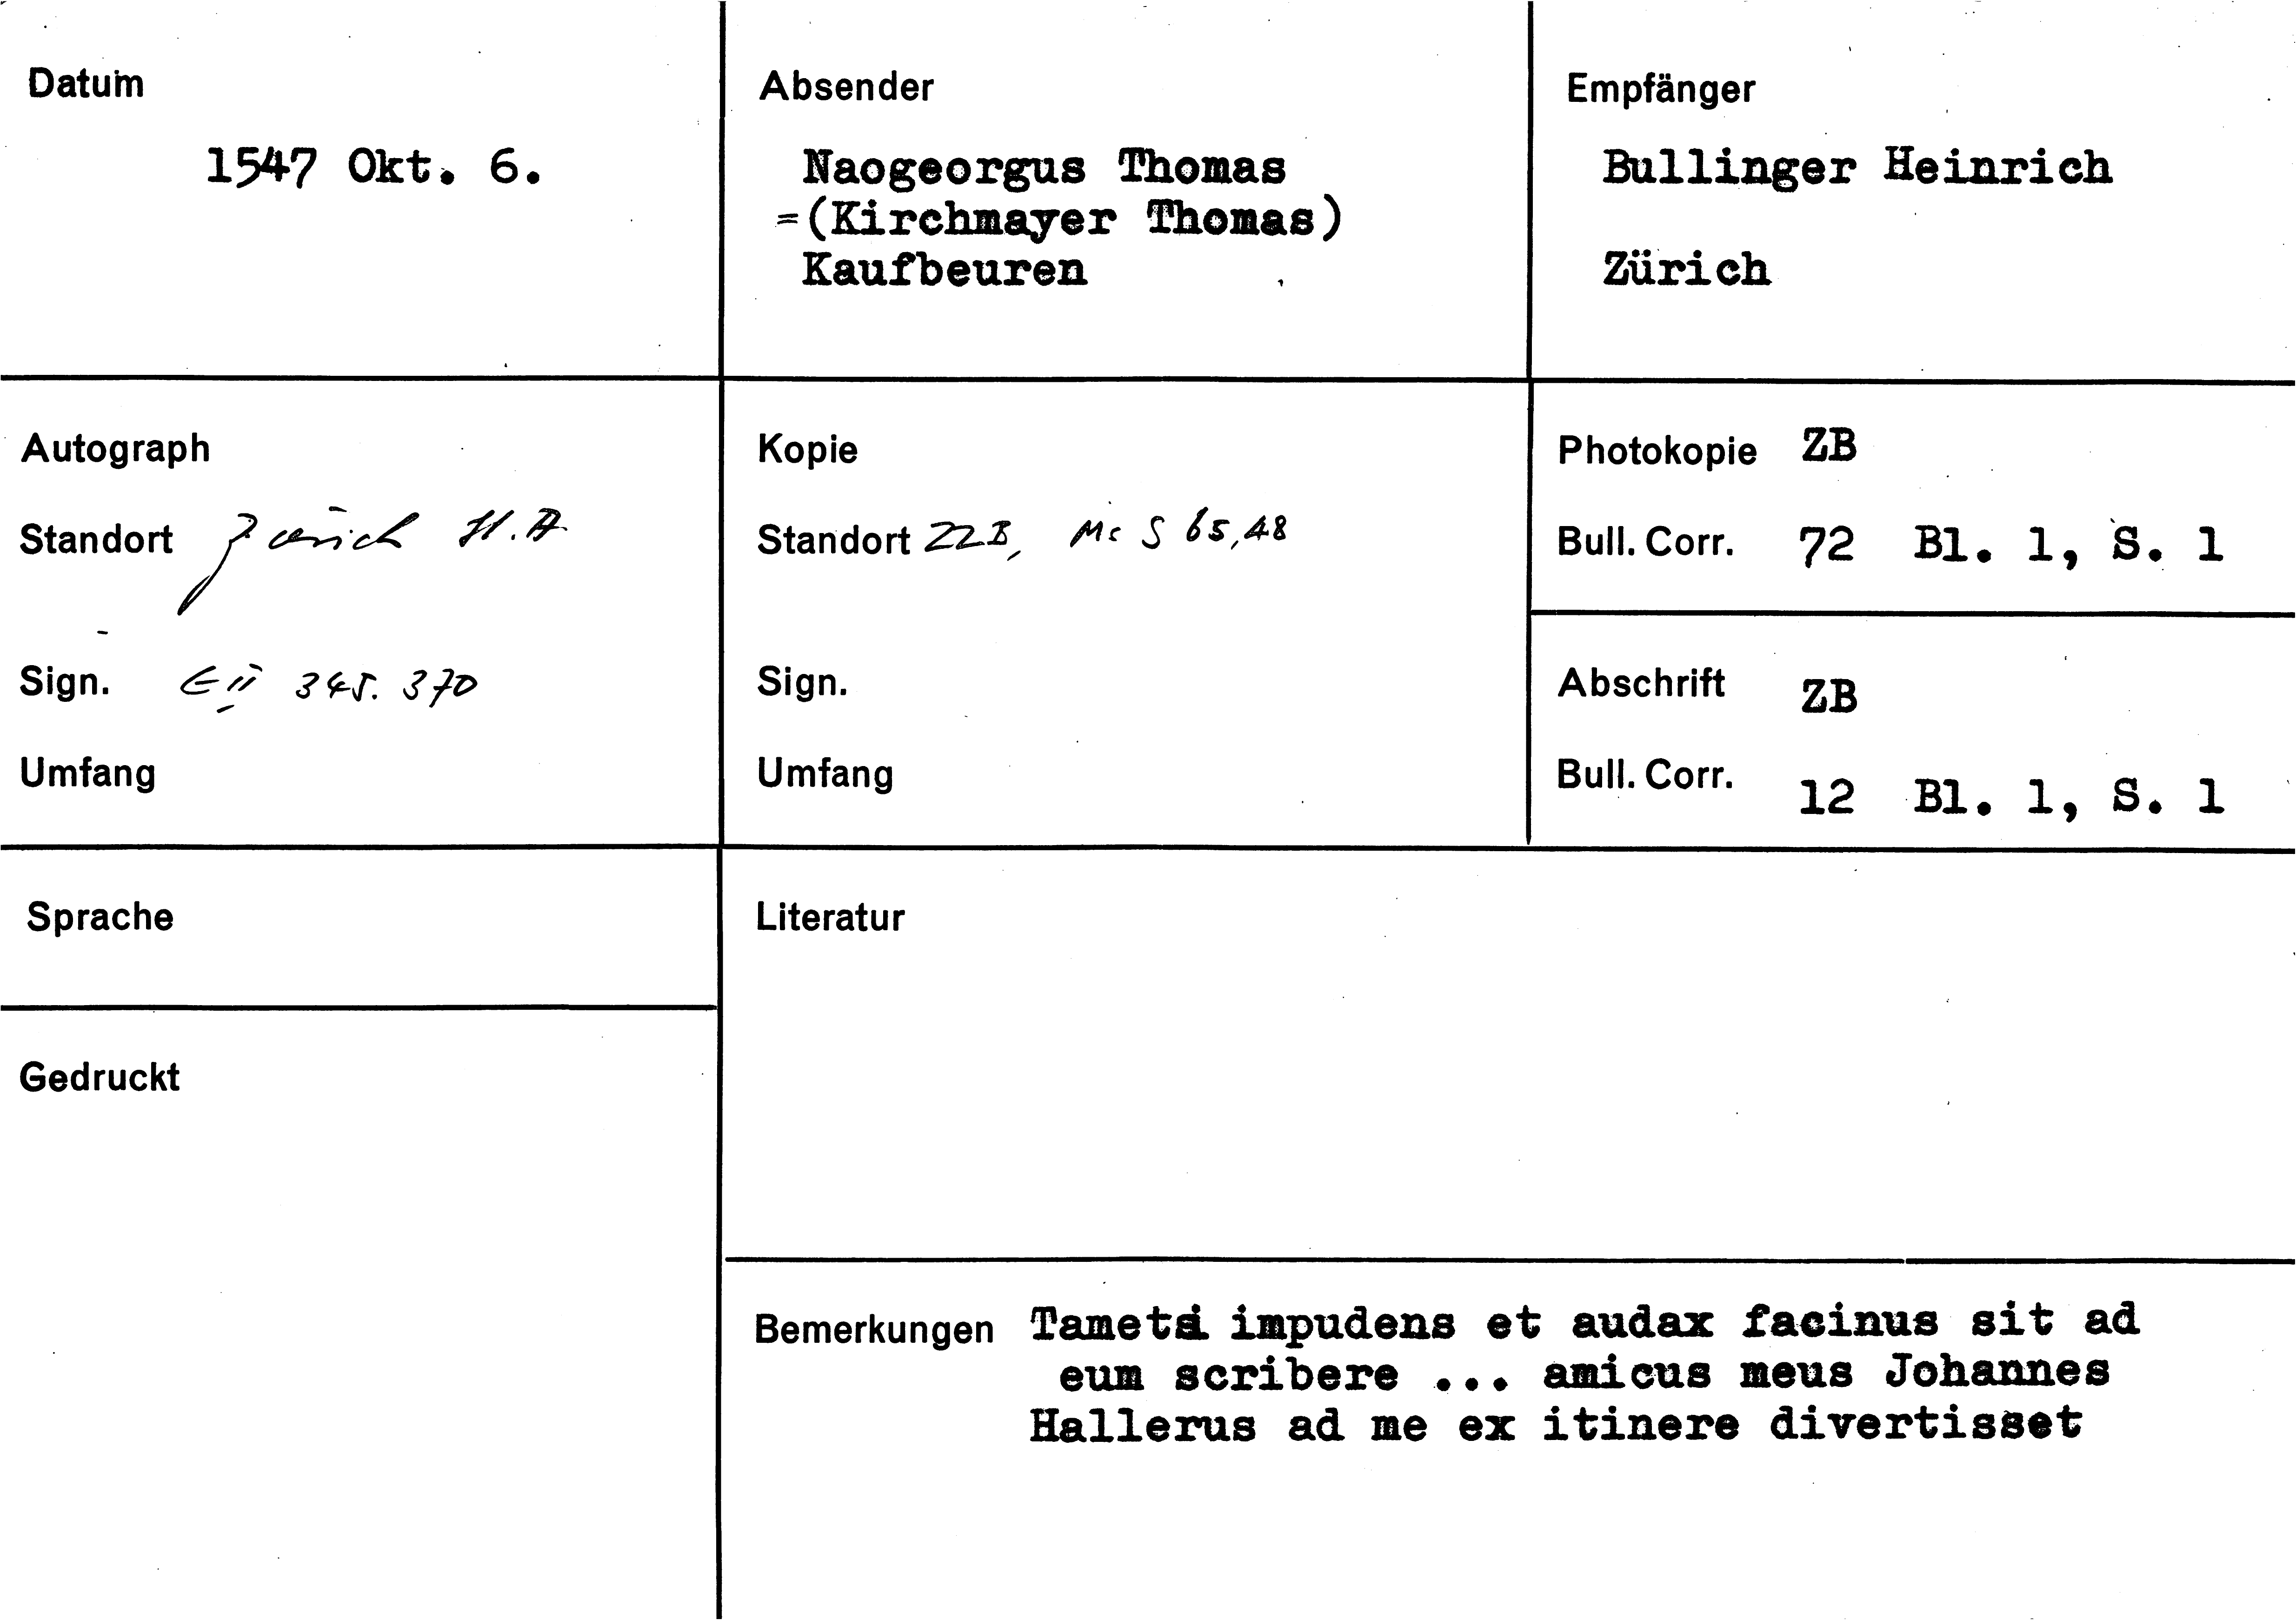 Datum
1547 Okt. 6.
Absender
Naogeorgus Thomas
=(Kirchmayer Thomas)
Kaufbeuren
Empfänger
Bullinger Heinrich
Zürich
Autograph
Standort Zürich St.A.
Sign. E II 345. 370
Umfang
Kopie
Standort ZZB, Ms S 65,48
Sign.
Umfang
Photokopie ZB
Bull. Corr. 72 Bl. 1, S. 1
Abschrift ZB
Bull. Corr. 12 Bl. 1, S. 1
Sprache
Literatur
Gedruckt
Bemerkungen Tametsi impudens et audax facinus sit ad
eum scribere ... amicus meus Johannes
Hallerus ad me ex itinere divertisset